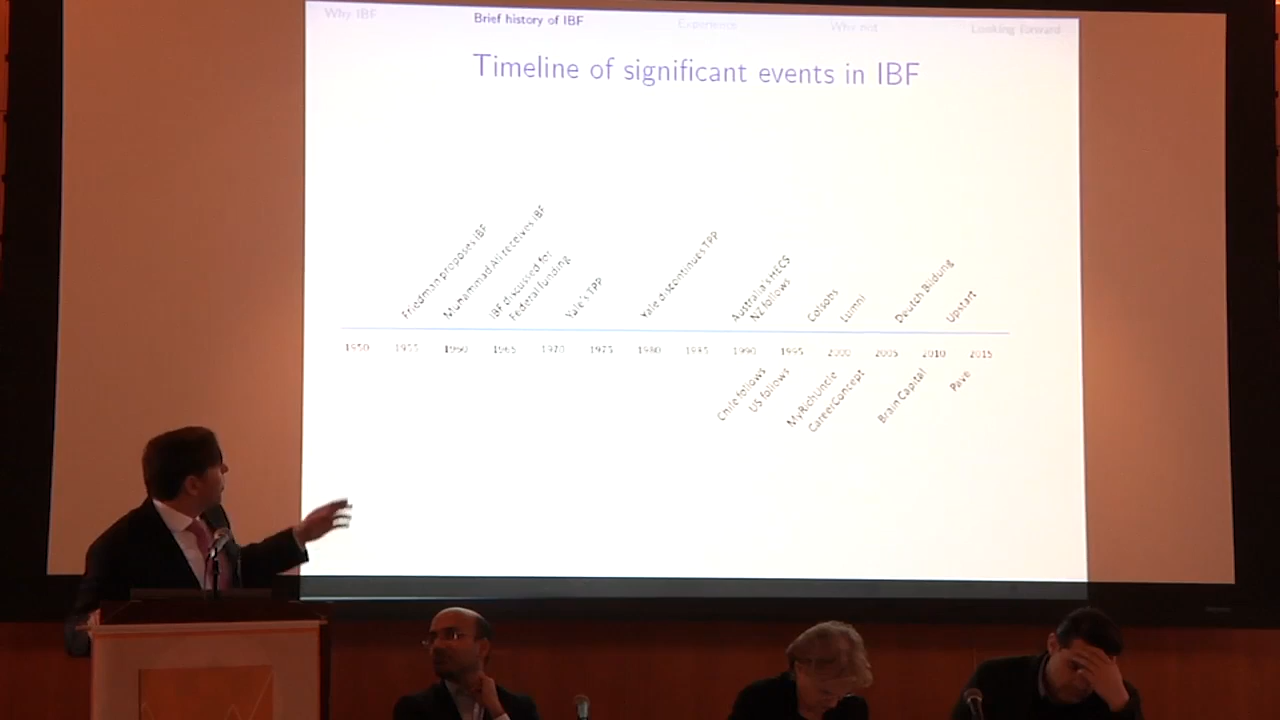 Why IBF
Brief history of IBF
Experience
Why not
Looking forward
Timeline of significant events in IBF
Friedman proposes IBF
Muhammad Ali receives IBF
IBF discussed for
Federal funding
Yale's TPP
Yale discontinues TPP
Australia's HECS
NZ follows
Colsons
Lumni
Deutch Bildung
Upstart
1950
1955
1960
1965
1970
1975
1980
1985
1990
1995
2000
2005
2010
2015
Chile follows
US follows
MyRichUncle
CareerConcept
Brain Capital
Pave